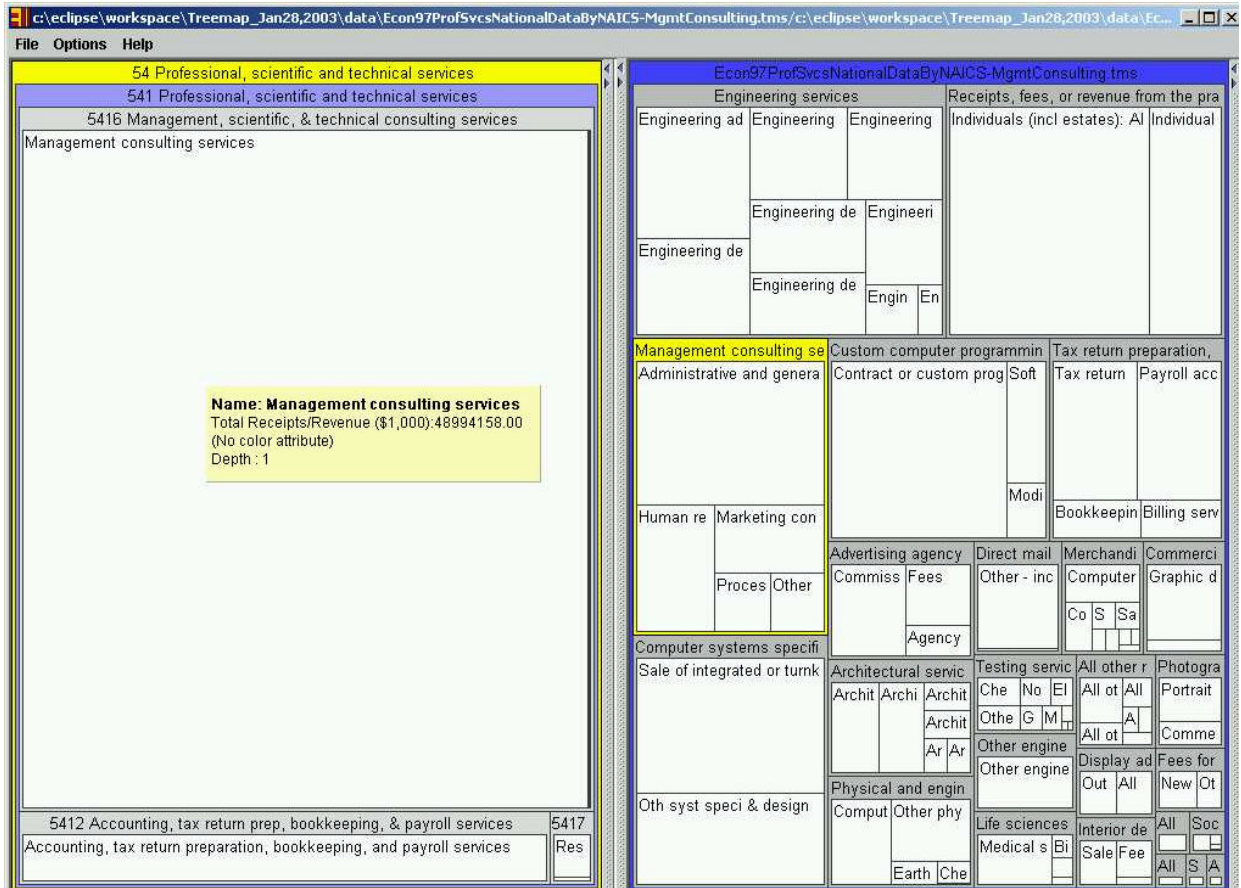 c:\eclipse\workspace\Treemap_Jan28,2003\data\Econ97ProfSvcsNationalDataByNAICS-MgmtConsulting.tms/c:\eclipse\workspace\Treemap_Jan28,2003\data\Ec...
File Options Help
54 Professional, scientific and technical services
541 Professional, scientific and technical services
5416 Management, scientific, & technical consulting services
Management consulting services
Name: Management consulting services
Total Receipts/Revenue ($1,000):48994158.00
(No color attribute)
Depth : 1
5412 Accounting, tax return prep, bookkeeping, & payroll services
5417
Accounting, tax return preparation, bookkeeping, and payroll services
Res
Econ97ProfSvcsNationalDataByNAICS-MgmtConsulting.tms
Engineering services
Receipts, fees, or revenue from the pra
Engineering ad
Engineering
Engineering
Individuals (incl estates): Al
Individual
Engineering de
Engineeri
Engineering de
Engineering de
Engin
En
Management consulting se
Custom computer programmin
Tax return preparation,
Administrative and genera
Contract or custom prog
Soft
Tax return
Payroll acc
Modi
Human re
Marketing con
Bookkeepin
Billing serv
Proces
Other
Advertising agency
Direct mail
Merchandi
Commerci
Commiss
Fees
Other - inc
Computer
Graphic d
Co
S
Sa
Agency
Computer systems specifi
Sale of integrated or turnk
Oth syst speci & design
Architectural servic
Testing servic
All other r
Photogra
Archit
Archi
Archit
Che
No
El
All ot
All
Portrait
Archit
Othe
G
M
A
Ar
Ar
All ot
Comme
Other engine
Other engine
Display ad
Fees for
Out
All
New
Ot
Physical and engin
Comput
Other phy
Earth
Che
Life sciences
Medical s
Bi
Interior de
Sale
Fee
All
Soc
All
S
A